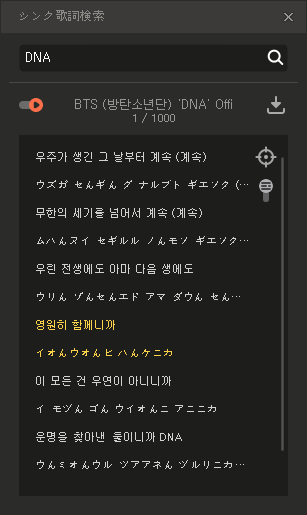 シンク歌詞検索
DNA
BTS (방탄소년단) 'DNA' Offi
1 / 1000
우주가 생긴 그 날부터 계속 (계속)
ウズガ せんギん グ ナルブト ギエソク (…
무한의 세기를 넘어서 계속 (계속)
ムハんヌイ セギルル ノんモソ ギエソク…
우린 전생에도 아마 다음 생에도
ウりん ゾんせんエド アマ ダウん せん…
영원히 함께니까
イオんウオんヒ ハんケニカ
이 모든 건 우연이 아니니까
イ モヅん ゴん ウイオんニ アニニカ
운명을 찾아낸 둘이니까 DNA
ウんミオんウル ツアアネん ヅルリニカ…